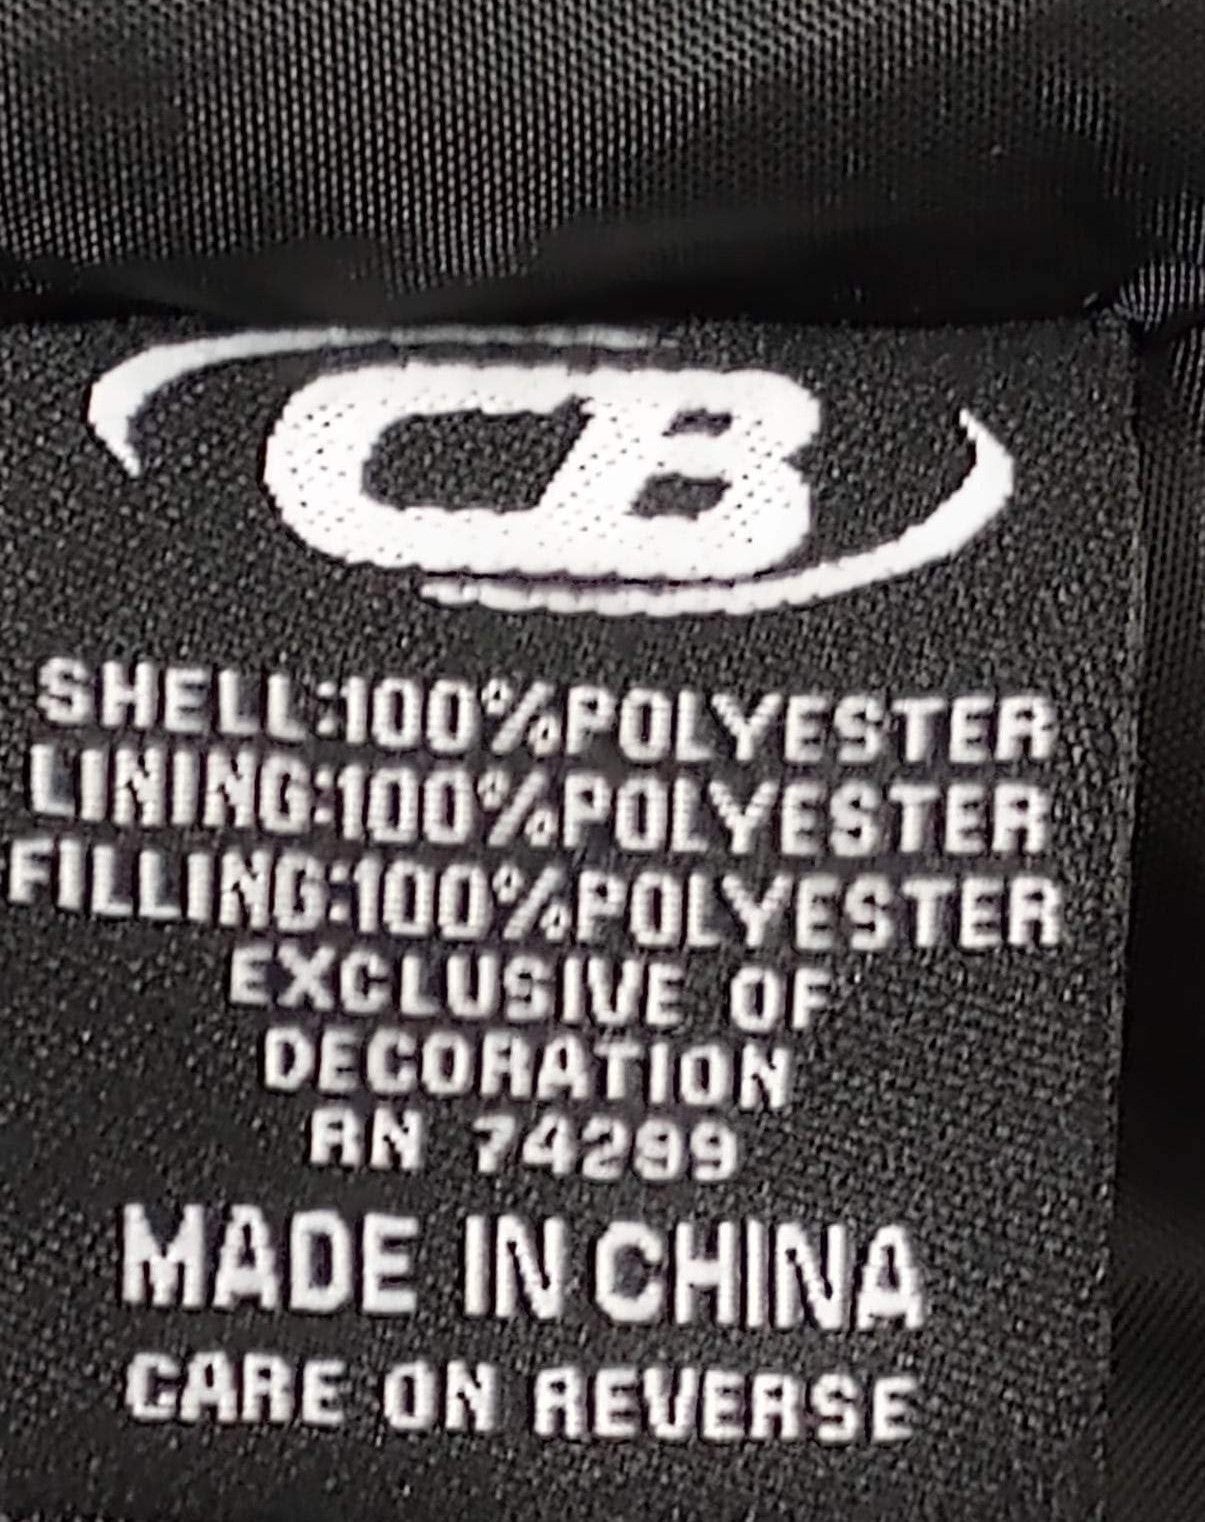 CB
SHELL:100%POLYESTER
LINING:100%POLYESTER
FILLING:100%POLYESTER
EXCLUSIVE OF
DECORATION
RN 74299
MADE IN CHINA
CARE ON REVERSE